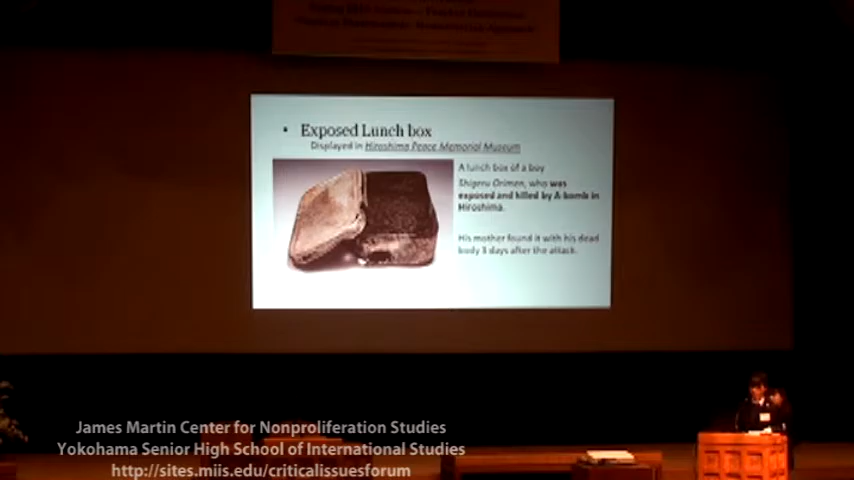 • Exposed Lunch box
Displayed in Hiroshima Peace Memorial Museum
A lunch box of a boy
Shigeru Orimen, who was
exposed and killed by A-bomb in
Hiroshima.
His mother found it with his dead
body 3 days after the attack.
James Martin Center for Nonproliferation Studies
Yokohama Senior High School of International Studies
http://sites.miis.edu/criticalissuesforum